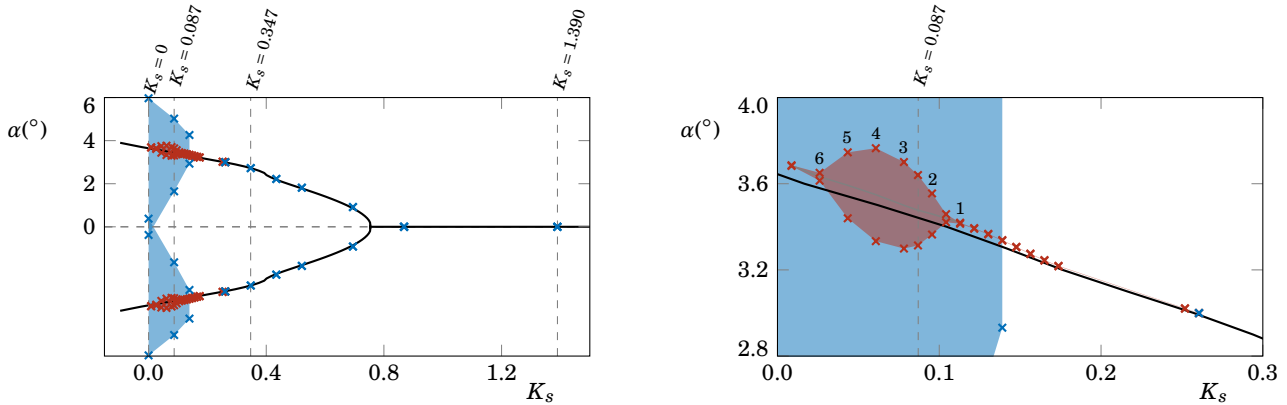 K_s = 0
K_s = 0.087
K_s = 0.347
K_s = 1.390
α(°)
6
4
2
0
0.0 0.4 0.8 1.2
K_s
K_s = 0.087
α(°)
4.0
3.6
3.2
2.8
6 5 4 3 2 1
0.0 0.1 0.2 0.3
K_s